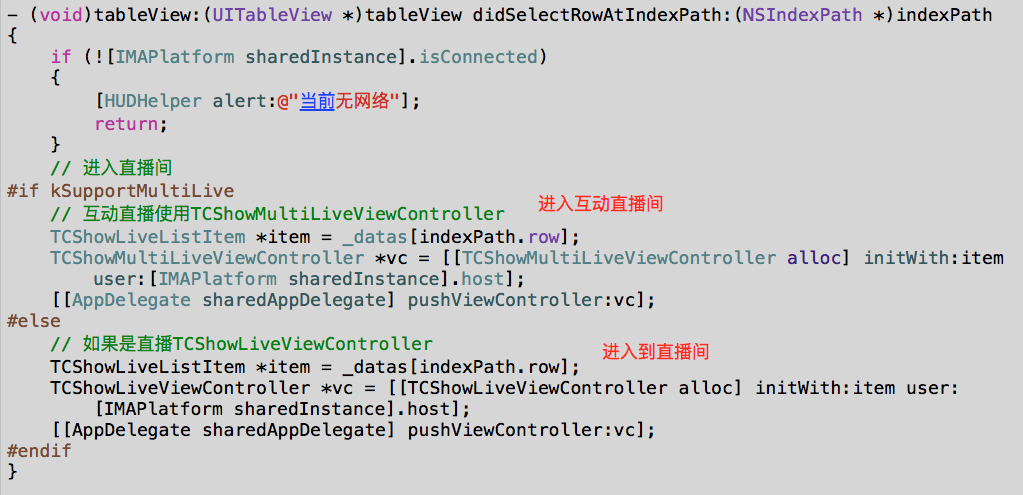 - (void)tableView:(UITableView *)tableView didSelectRowAtIndexPath:(NSIndexPath *)indexPath
{
    if (![IMAPlatform sharedInstance].isConnected)
    {
        [HUDHelper alert:@"当前无网络"];
        return;
    }
    // 进入直播间
#if kSupportMultiLive
进入互动直播间
    // 互动直播使用TCShowMultiLiveViewController
    TCShowLiveListItem *item = _datas[indexPath.row];
    TCShowMultiLiveViewController *vc = [[TCShowMultiLiveViewController alloc] initWith:item
        user:[IMAPlatform sharedInstance].host];
    [[AppDelegate sharedAppDelegate] pushViewController:vc];
#else
    // 如果是直播TCShowLiveViewController
进入到直播间
    TCShowLiveListItem *item = _datas[indexPath.row];
    TCShowLiveViewController *vc = [[TCShowLiveViewController alloc] initWith:item user:
        [IMAPlatform sharedInstance].host];
    [[AppDelegate sharedAppDelegate] pushViewController:vc];
#endif
}